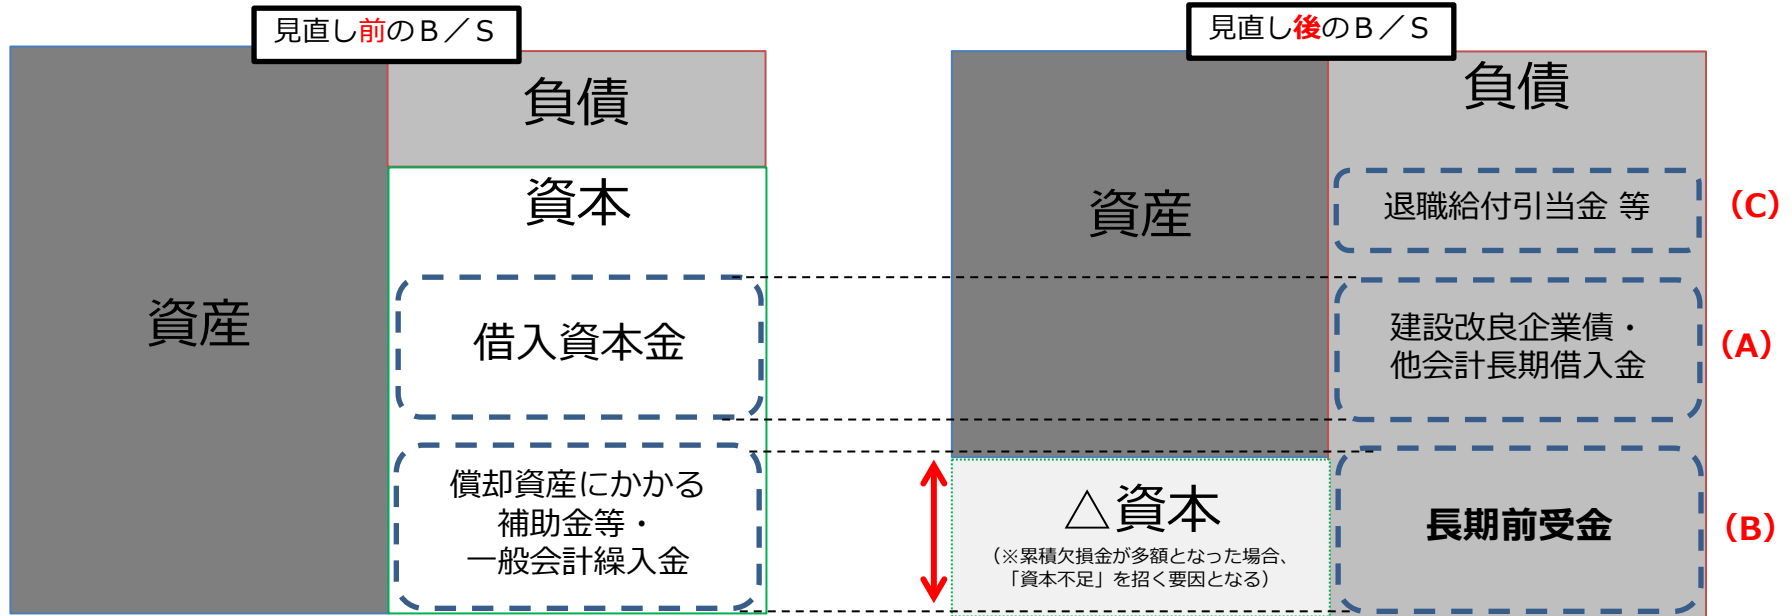 見直し前のＢ／Ｓ
資産
負債
資本
借入資本金
償却資産にかかる
補助金等・
一般会計繰入金
見直し後のＢ／Ｓ
資産
△資本
（※累積欠損金が多額となった場合、
「資本不足」を招く要因となる）
負債
退職給付引当金 等
（C）
建設改良企業債・
他会計長期借入金
（A）
長期前受金
（B）